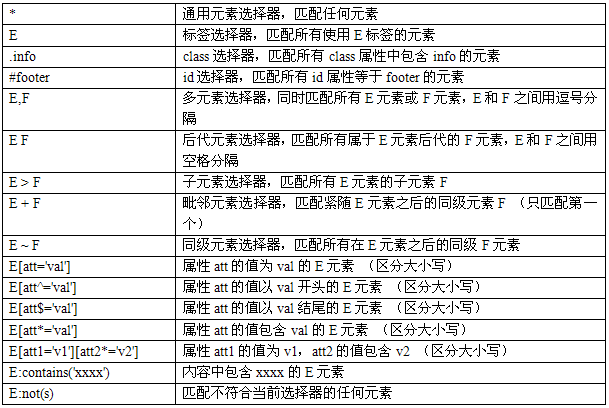 * 通用元素选择器，匹配任何元素
E 标签选择器，匹配所有使用 E 标签的元素
.info class 选择器，匹配所有 class 属性中包含 info 的元素
#footer id 选择器，匹配所有 id 属性等于 footer 的元素
E,F 多元素选择器，同时匹配所有 E 元素或 F 元素，E 和 F 之间用逗号分
隔
E F 后代元素选择器，匹配所有属于 E 元素后代的 F 元素，E 和 F 之间用
空格分隔
E > F 子元素选择器，匹配所有 E 元素的子元素 F
E + F 毗邻元素选择器，匹配紧随 E 元素之后的同级元素 F （只匹配第一
个）
E ~ F 同级元素选择器，匹配所有在 E 元素之后的同级 F 元素
E[att='val'] 属性 att 的值为 val 的 E 元素 （区分大小写）
E[att^='val'] 属性 att 的值以 val 开头的 E 元素 （区分大小写）
E[att$='val'] 属性 att 的值以 val 结尾的 E 元素 （区分大小写）
E[att*='val'] 属性 att 的值包含 val 的 E 元素 （区分大小写）
E[att1='v1'][att2*='v2'] 属性 att1 的值为 v1，att2 的值包含 v2 （区分大小写）
E:contains('xxxx') 内容中包含 xxxx 的 E 元素
E:not(s) 匹配不符合当前选择器的任何元素